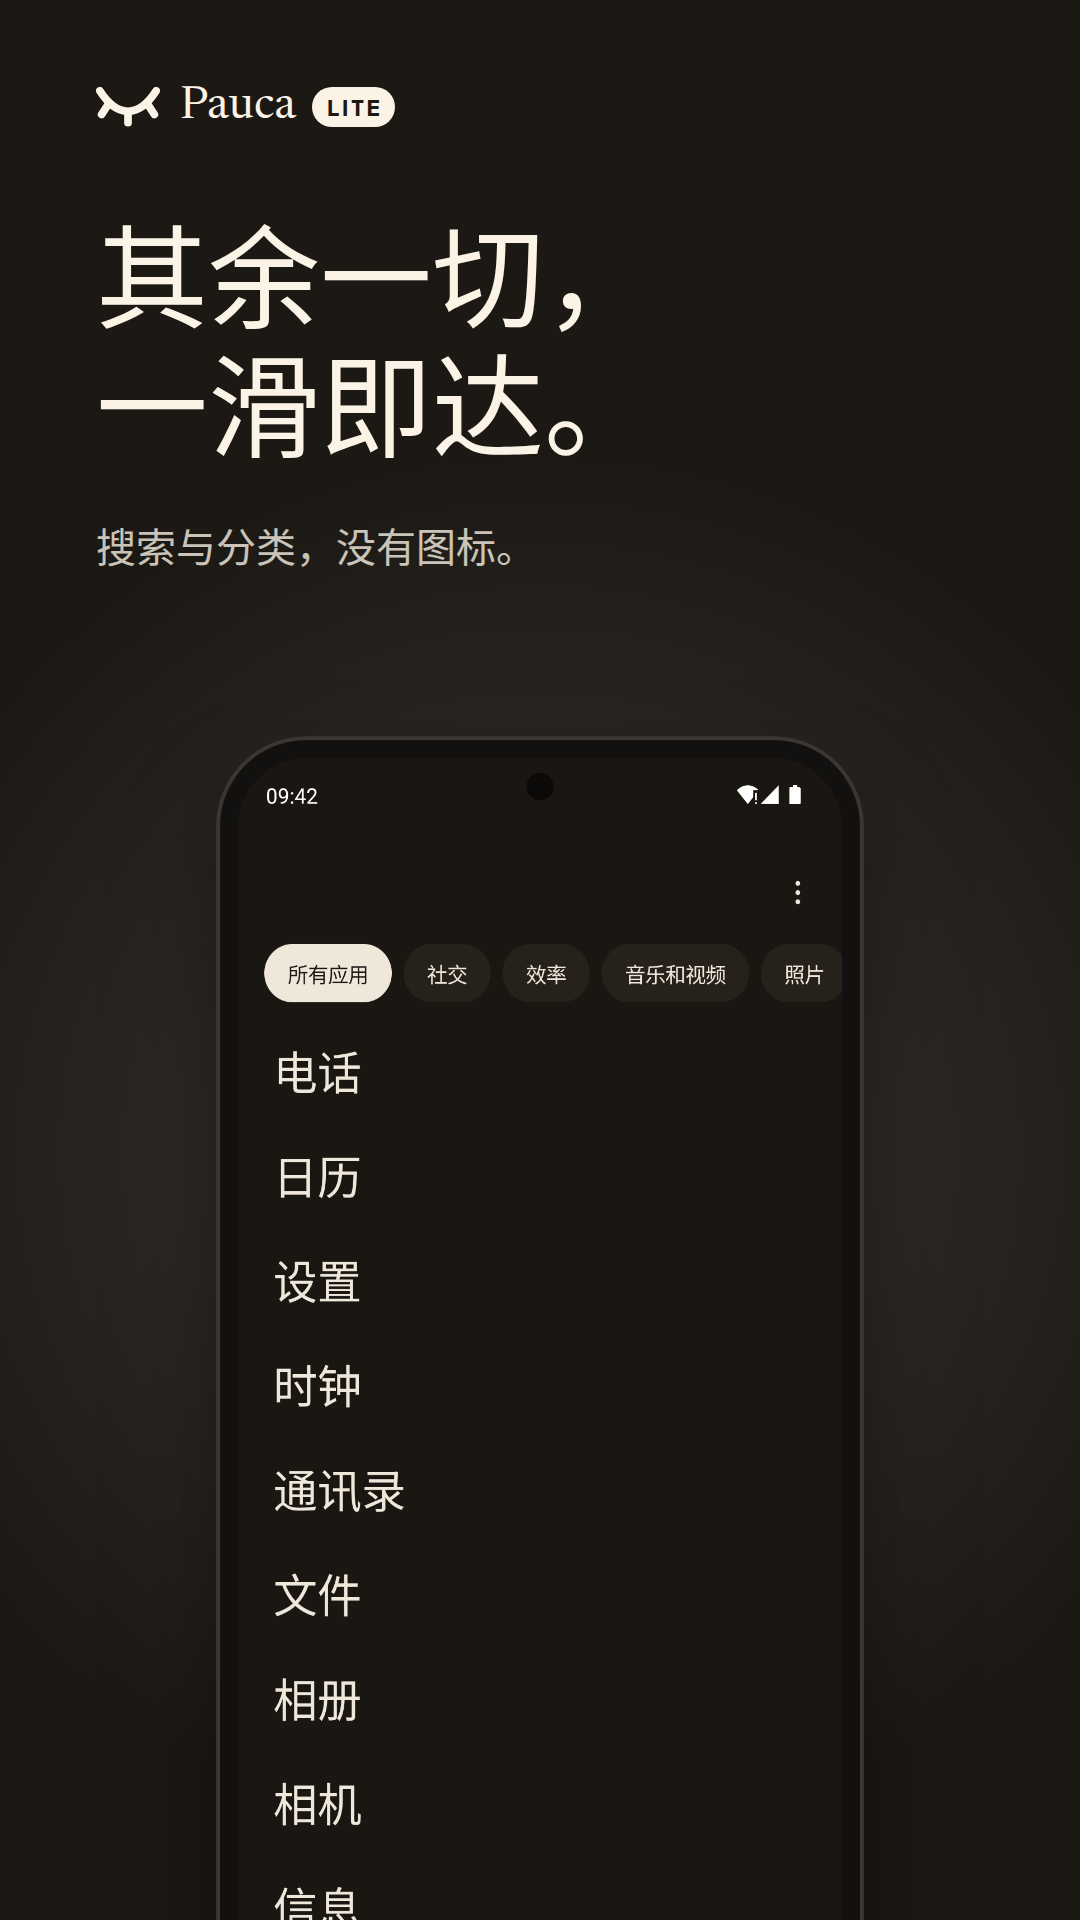 Pauca LITE
其余一切，
一滑即达。
搜索与分类，没有图标。
09:42
所有应用 社交 效率 音乐和视频 照片
电话
日历
设置
时钟
通讯录
文件
相册
相机
信息